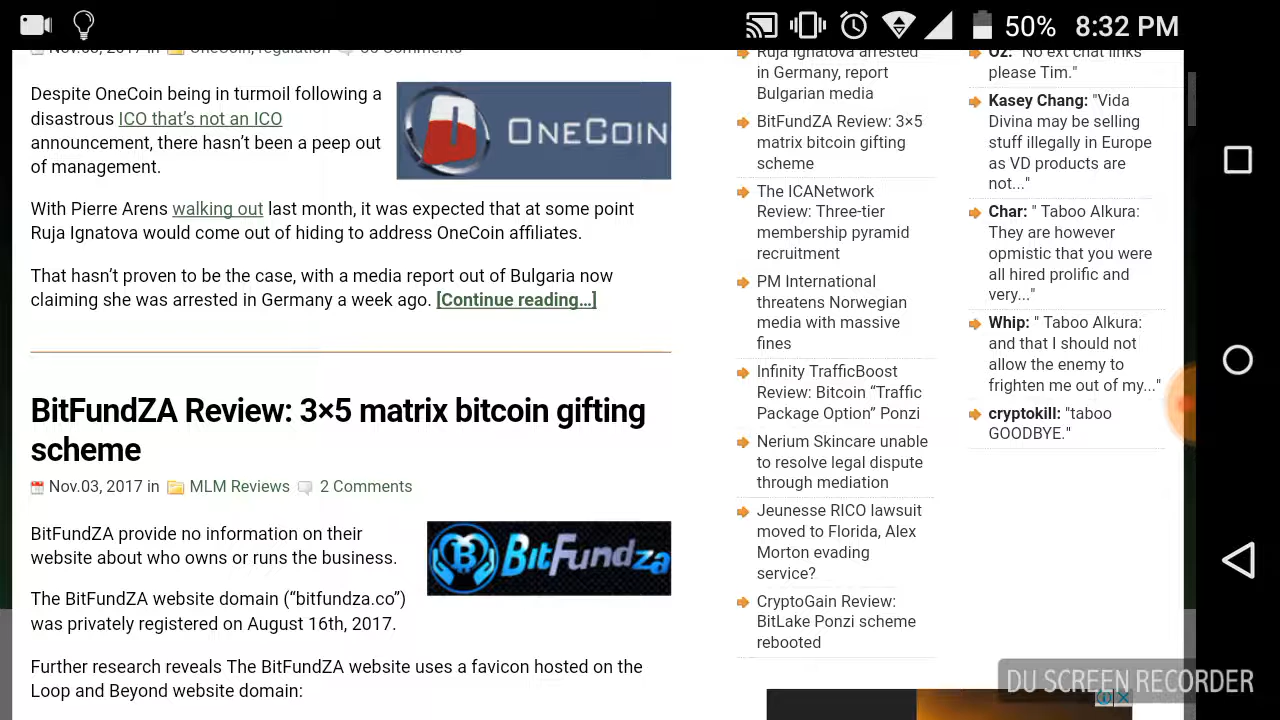 50% 8:32 PM
Nov.03, 2017 in OneCoin, regulation 36 Comments
Despite OneCoin being in turmoil following a
disastrous ICO that's not an ICO
announcement, there hasn't been a peep out
of management.
ONECOIN
With Pierre Arens walking out last month, it was expected that at some point
Ruja Ignatova would come out of hiding to address OneCoin affiliates.
That hasn't proven to be the case, with a media report out of Bulgaria now
claiming she was arrested in Germany a week ago. [Continue reading…]
BitFundZA Review: 3×5 matrix bitcoin gifting
scheme
Nov.03, 2017 in MLM Reviews 2 Comments
BitFundZA provide no information on their
website about who owns or runs the business.
BitFundza
The BitFundZA website domain (“bitfundza.co”)
was privately registered on August 16th, 2017.
Further research reveals The BitFundZA website uses a favicon hosted on the
Loop and Beyond website domain:
Ruja Ignatova arrested
in Germany, report
Bulgarian media
BitFundZA Review: 3×5
matrix bitcoin gifting
scheme
The ICANetwork
Review: Three-tier
membership pyramid
recruitment
PM International
threatens Norwegian
media with massive
fines
Infinity TrafficBoost
Review: Bitcoin “Traffic
Package Option” Ponzi
Nerium Skincare unable
to resolve legal dispute
through mediation
Jeunesse RICO lawsuit
moved to Florida, Alex
Morton evading
service?
CryptoGain Review:
BitLake Ponzi scheme
rebooted
Oz: "No ext chat links
please Tim."
Kasey Chang: "Vida
Divina may be selling
stuff illegally in Europe
as VD products are
not..."
Char: " Taboo Alkura:
They are however
opmistic that you were
all hired prolific and
very..."
Whip: " Taboo Alkura:
and that I should not
allow the enemy to
frighten me out of my..."
cryptokill: "taboo
GOODBYE."
DU SCREEN RECORDER